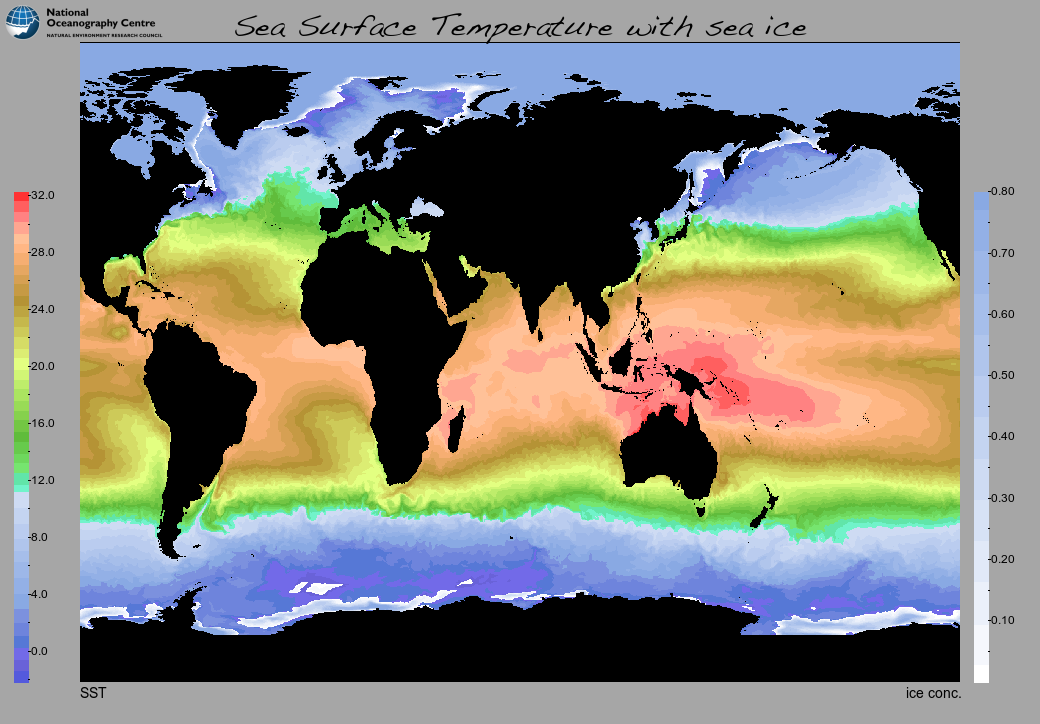 National
Oceanography Centre
NATURAL ENVIRONMENT RESEARCH COUNCIL
Sea Surface Temperature with sea ice
32.0
28.0
24.0
20.0
16.0
12.0
8.0
4.0
0.0
0.80
0.70
0.60
0.50
0.40
0.30
0.20
0.10
SST
ice conc.